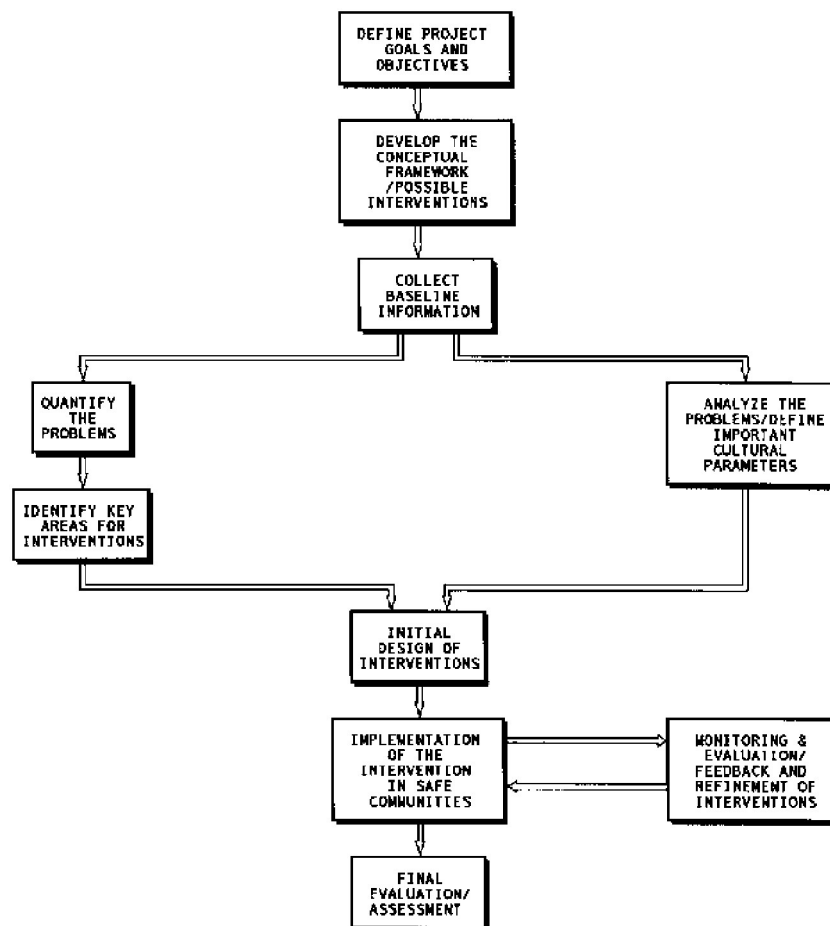 DEFINE PROJECT
GOALS AND
OBJECTIVES
DEVELOP THE
CONCEPTUAL
FRAMEWORK
/POSSIBLE
INTERVENTIONS
COLLECT
BASELINE
INFORMATION
QUANTIFY
THE
PROBLEMS
ANALYZE THE
PROBLEMS/DEFINE
IMPORTANT
CULTURAL
PARAMETERS
IDENTIFY KEY
AREAS FOR
INTERVENTIONS
INITIAL
DESIGN OF
INTERVENTIONS
IMPLEMENTATION
OF THE
INTERVENTION
IN SAFE
COMMUNITIES
MONITORING &
EVALUATION/
FEEDBACK AND
REFINEMENT OF
INTERVENTIONS
FINAL
EVALUATION/
ASSESSMENT